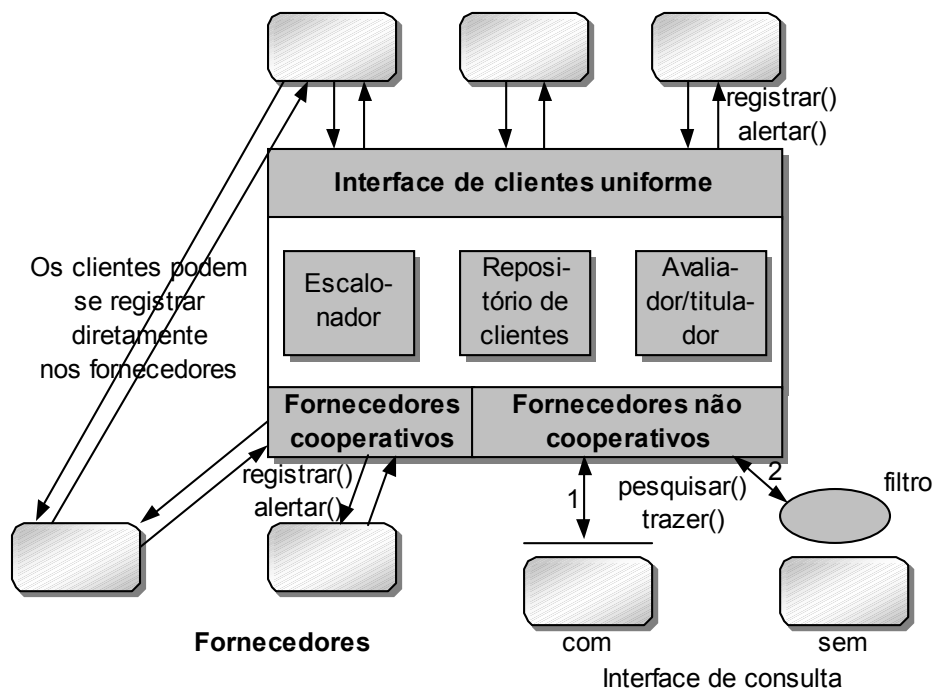 registrar()
alertar()
Interface de clientes uniforme
Os clientes podem
se registrar
diretamente
nos fornecedores
Escalo-
nador
Reposi-
tório de
clientes
Avalia-
dor/titula-
dor
Fornecedores
cooperativos
Fornecedores não
cooperativos
registrar()
alertar()
1
pesquisar()
trazer()
2
filtro
Fornecedores
com
sem
Interface de consulta